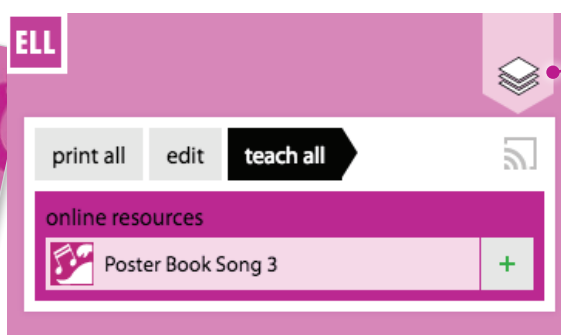 ELL
print all edit teach all
online resources
Poster Book Song 3 +